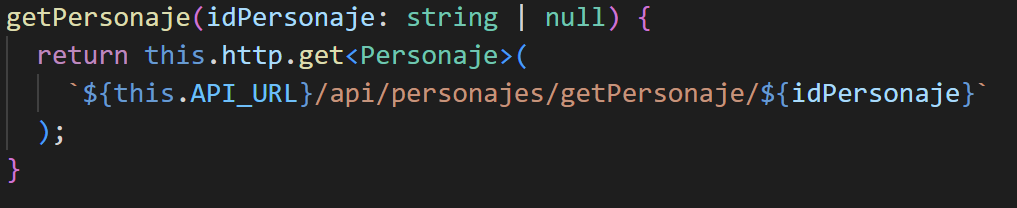 getPersonaje(idPersonaje: string | null) {
  return this.http.get<Personaje>(
    `${this.API_URL}/api/personajes/getPersonaje/${idPersonaje}`
  );
}